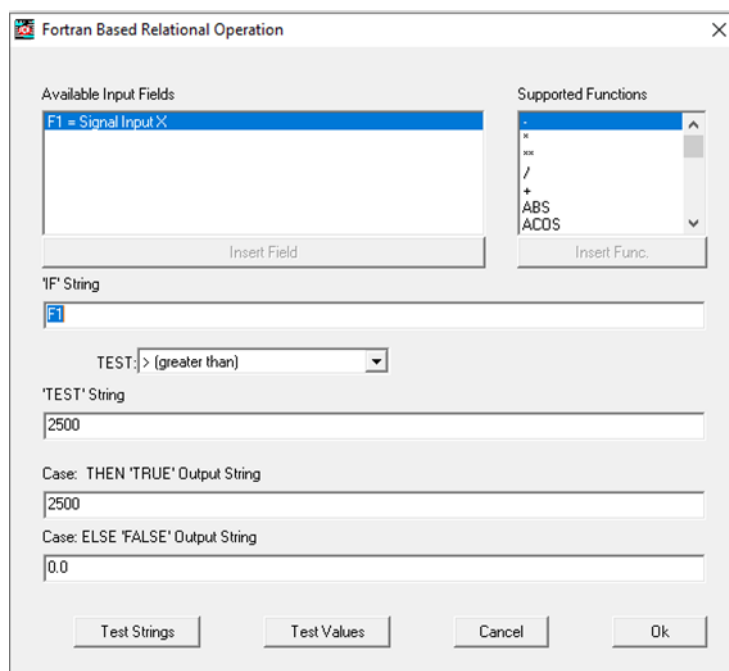 Fortran Based Relational Operation
Available Input Fields
F1 = Signal Input X
Insert Field
Supported Functions
-
*
**
/
+
ABS
ACOS
Insert Func.
'IF' String
F1
TEST: > (greater than)
'TEST' String
2500
Case: THEN 'TRUE' Output String
2500
Case: ELSE 'FALSE' Output String
0.0
Test Strings Test Values Cancel Ok